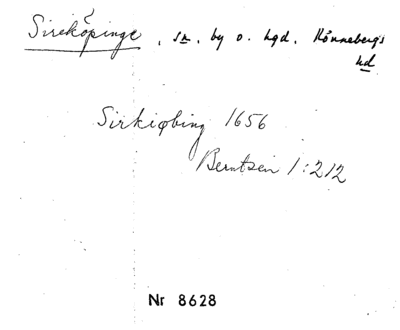 Sireköpinge, sn. by o. hgd. Rönnebergs hd
Sirkiøbing 1656
Berntsen 1:212
Nr 8628